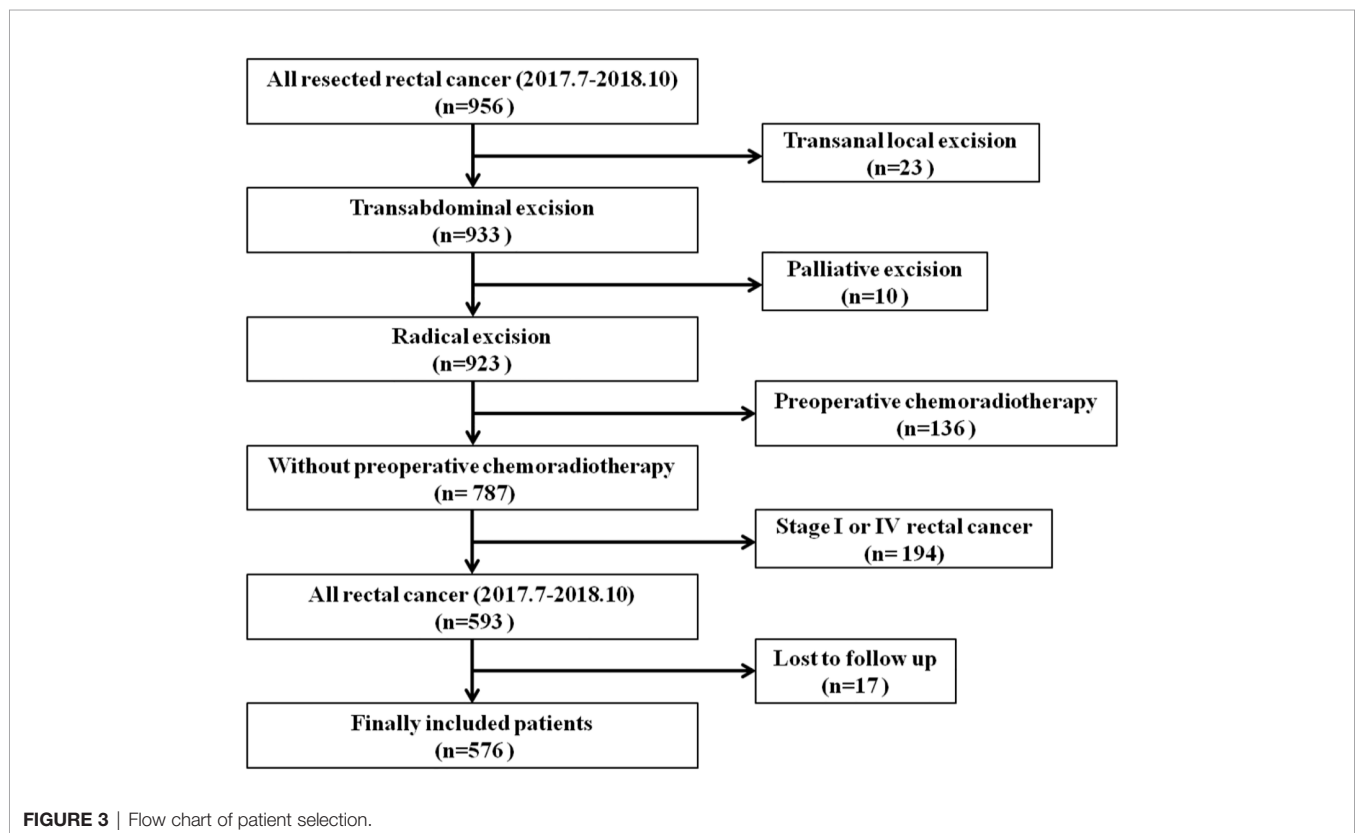 All resected rectal cancer (2017.7-2018.10)
(n=956 )
Transanal local excision
(n=23 )
Transabdominal excision
(n=933 )
Palliative excision
(n=10 )
Radical excision
(n=923 )
Preoperative chemoradiotherapy
(n=136 )
Without preoperative chemoradiotherapy
(n= 787)
Stage I or IV rectal cancer
(n= 194)
All rectal cancer (2017.7-2018.10)
(n=593 )
Lost to follow up
(n=17 )
Finally included patients
(n=576 )
FIGURE 3 | Flow chart of patient selection.